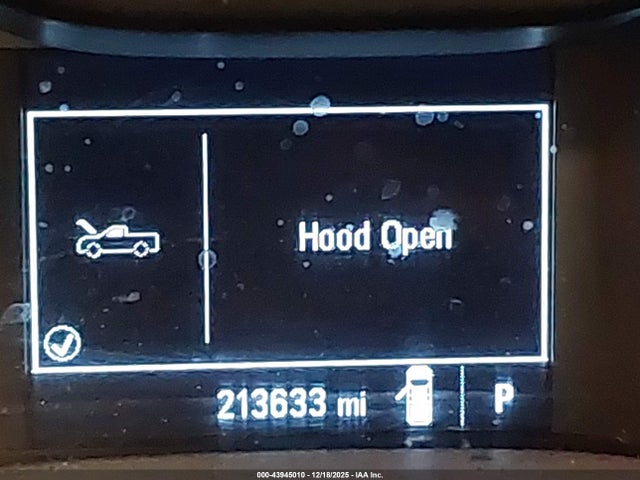 Hood Open
213633 mi
P
000-43945010 - 12/18/2025 - IAA Inc.